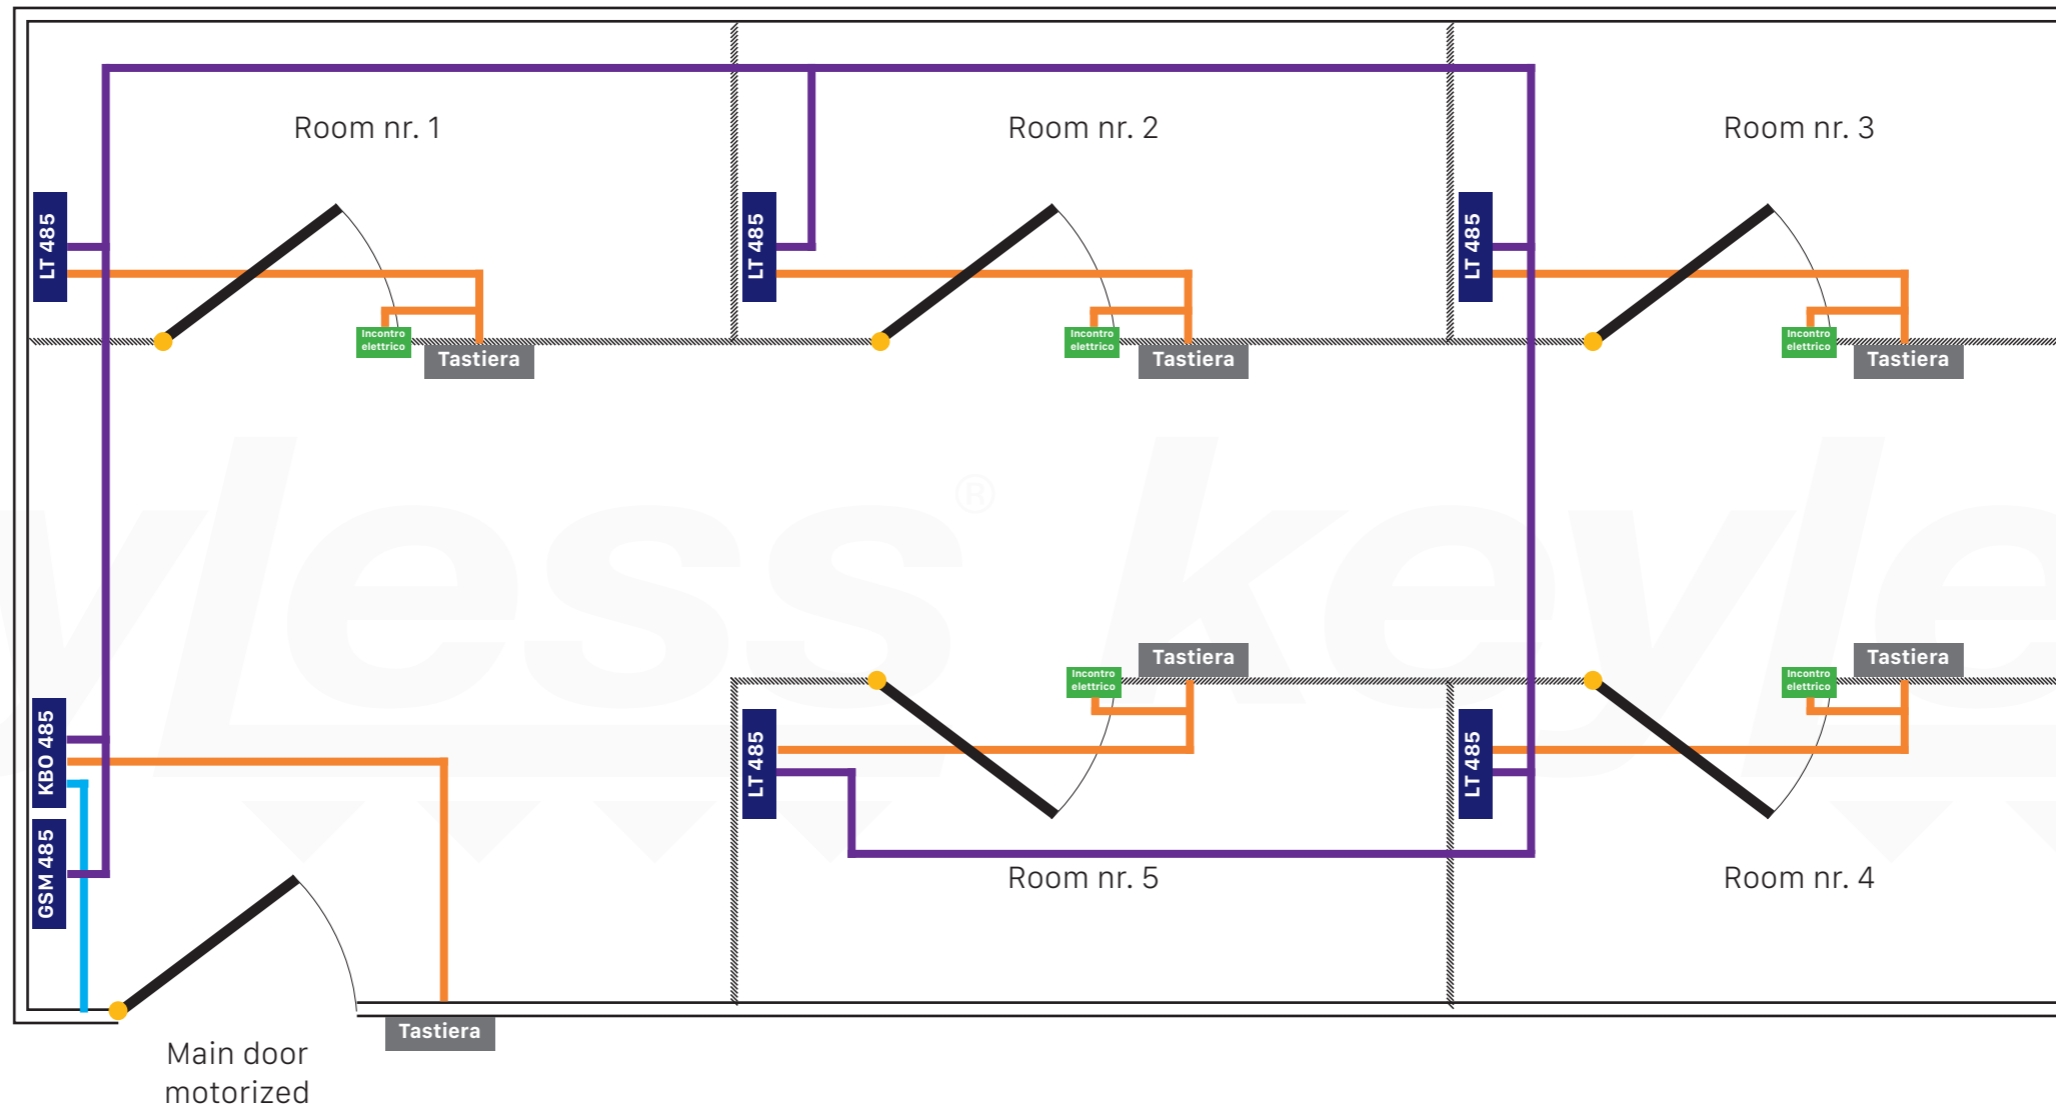 Room nr. 1
Room nr. 2
Room nr. 3
LT 485
LT 485
LT 485
Incontro
elettrico
Tastiera
Incontro
elettrico
Tastiera
Incontro
elettrico
Tastiera
yless® keyle
Incontro
elettrico
Tastiera
Incontro
elettrico
Tastiera
KBO 485
LT 485
LT 485
GSM 485
Room nr. 5
Room nr. 4
Tastiera
Main door
motorized